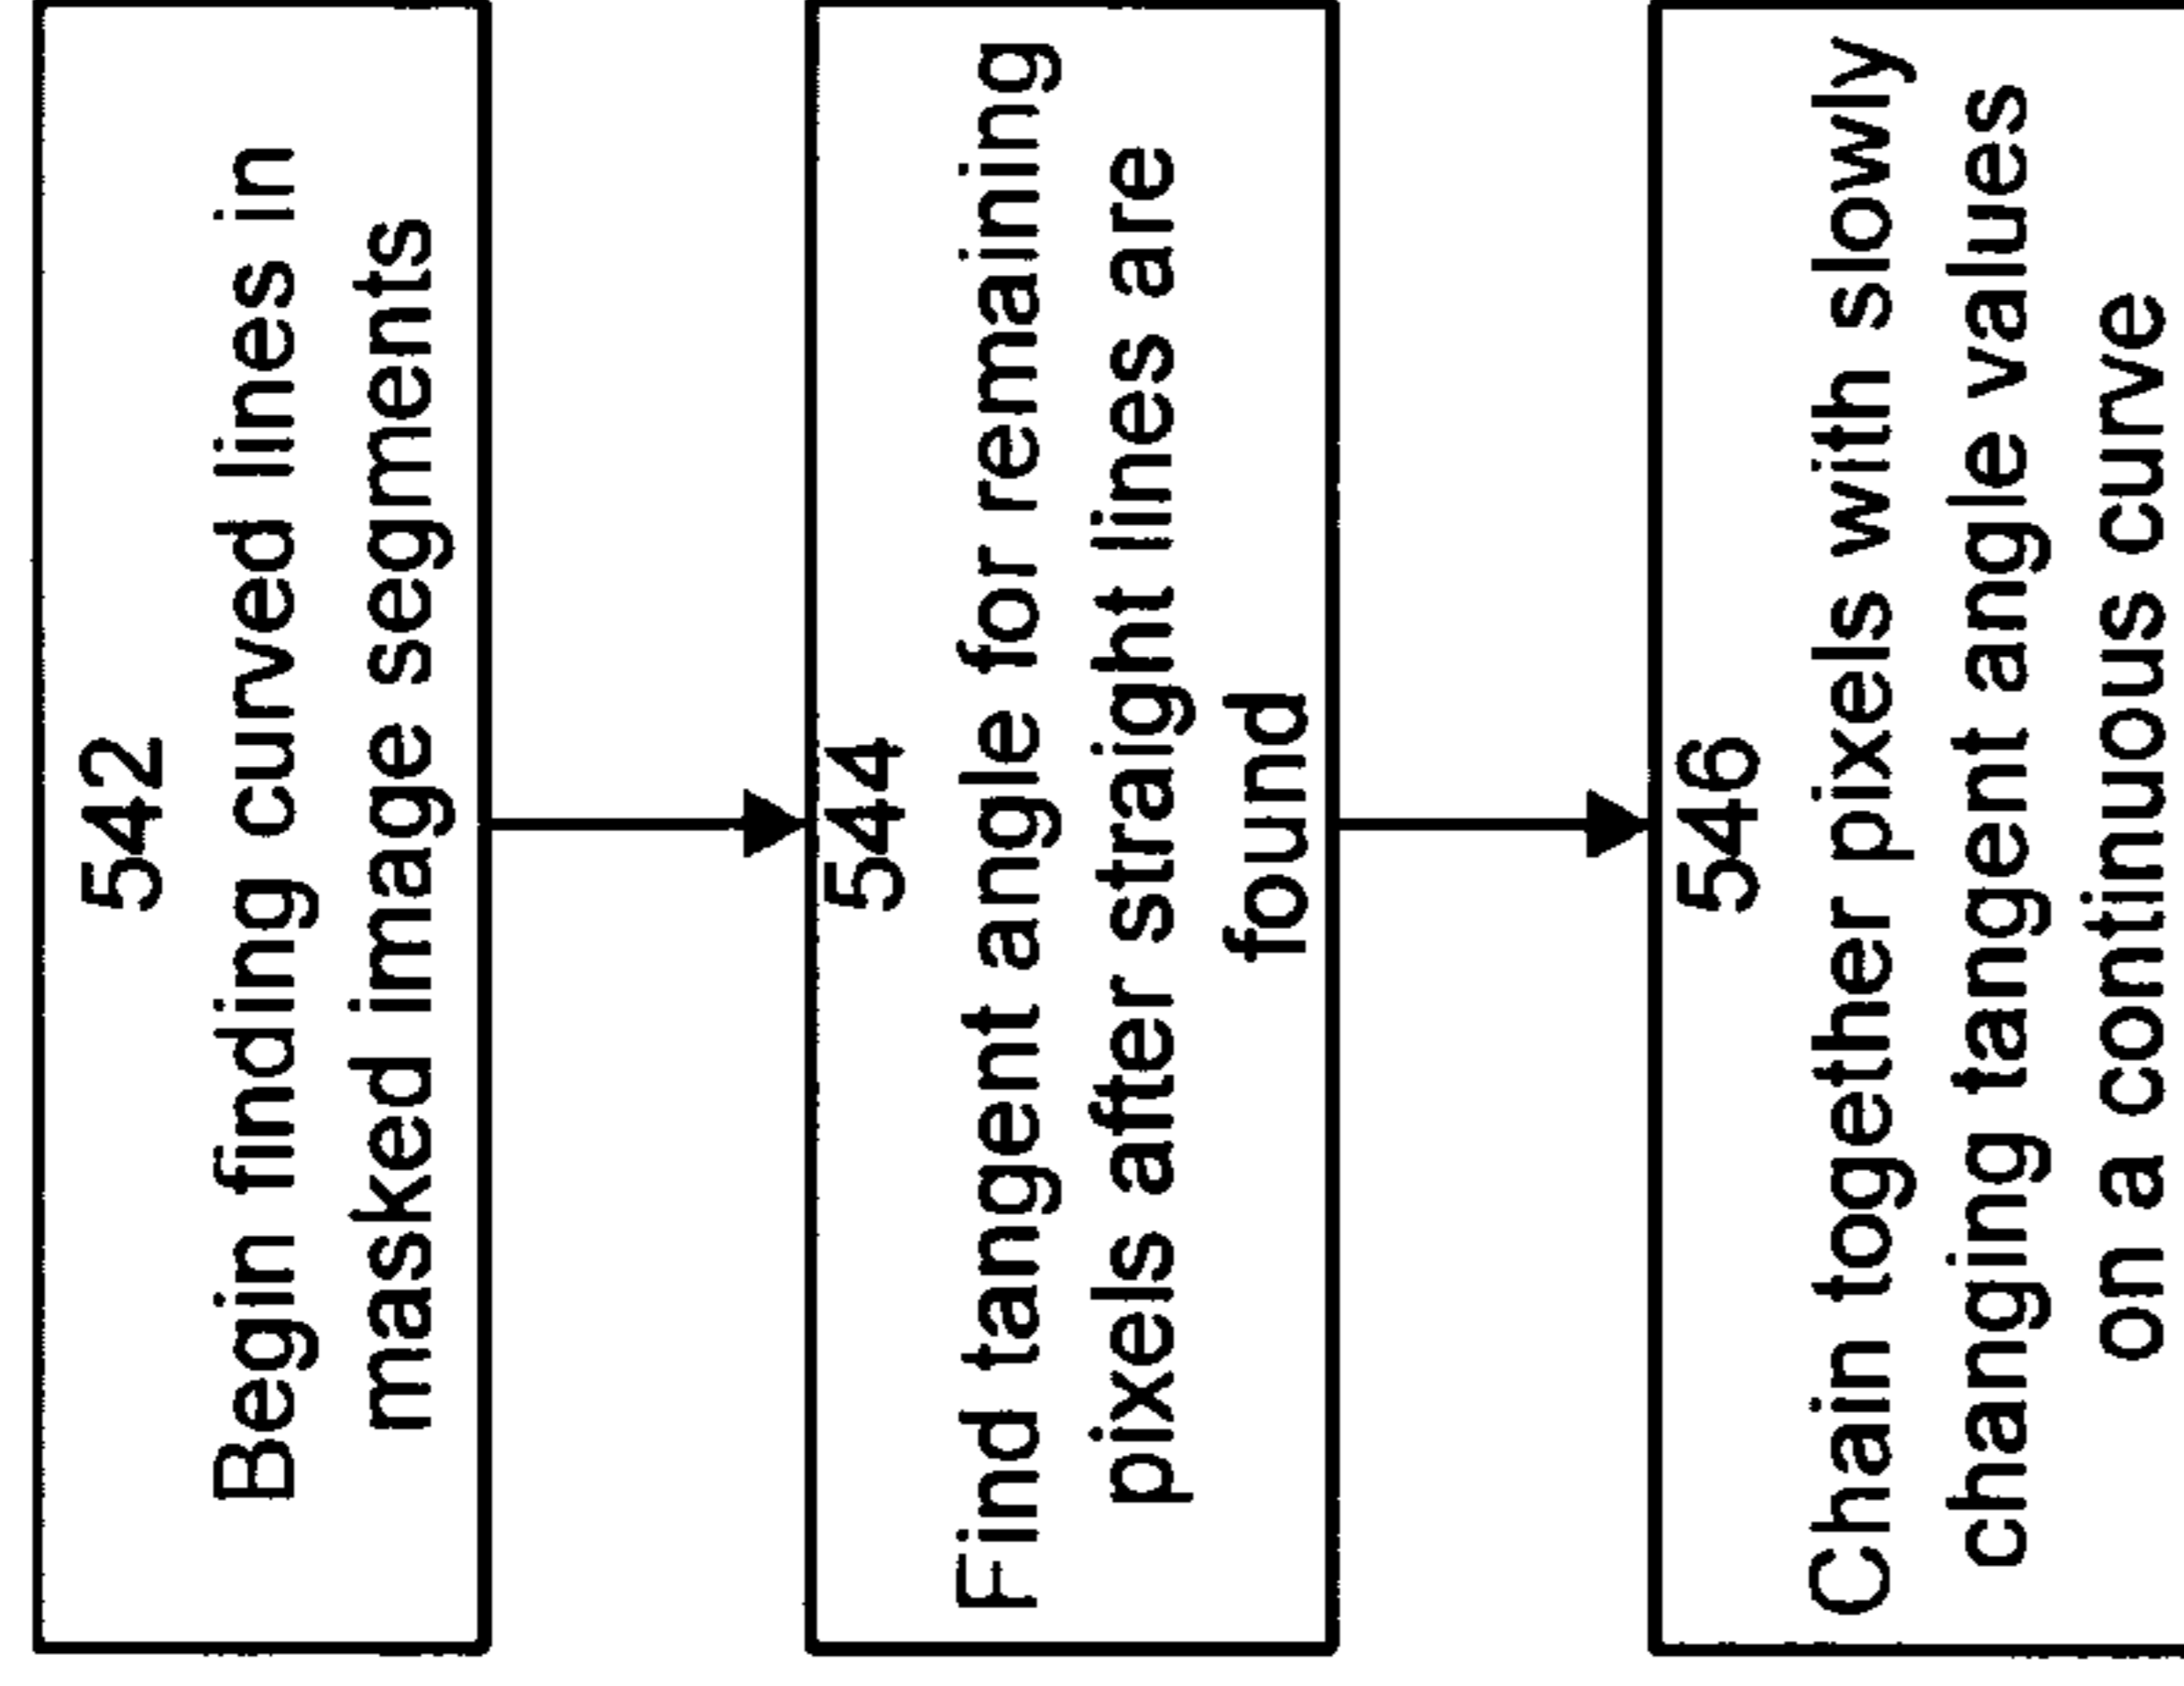 542
Begin finding curved lines in
masked image segments
544
Find tangent angle for remaining
pixels after straight lines are
found
546
Chain together pixels with slowly
changing tangent angle values
on a continuous curve